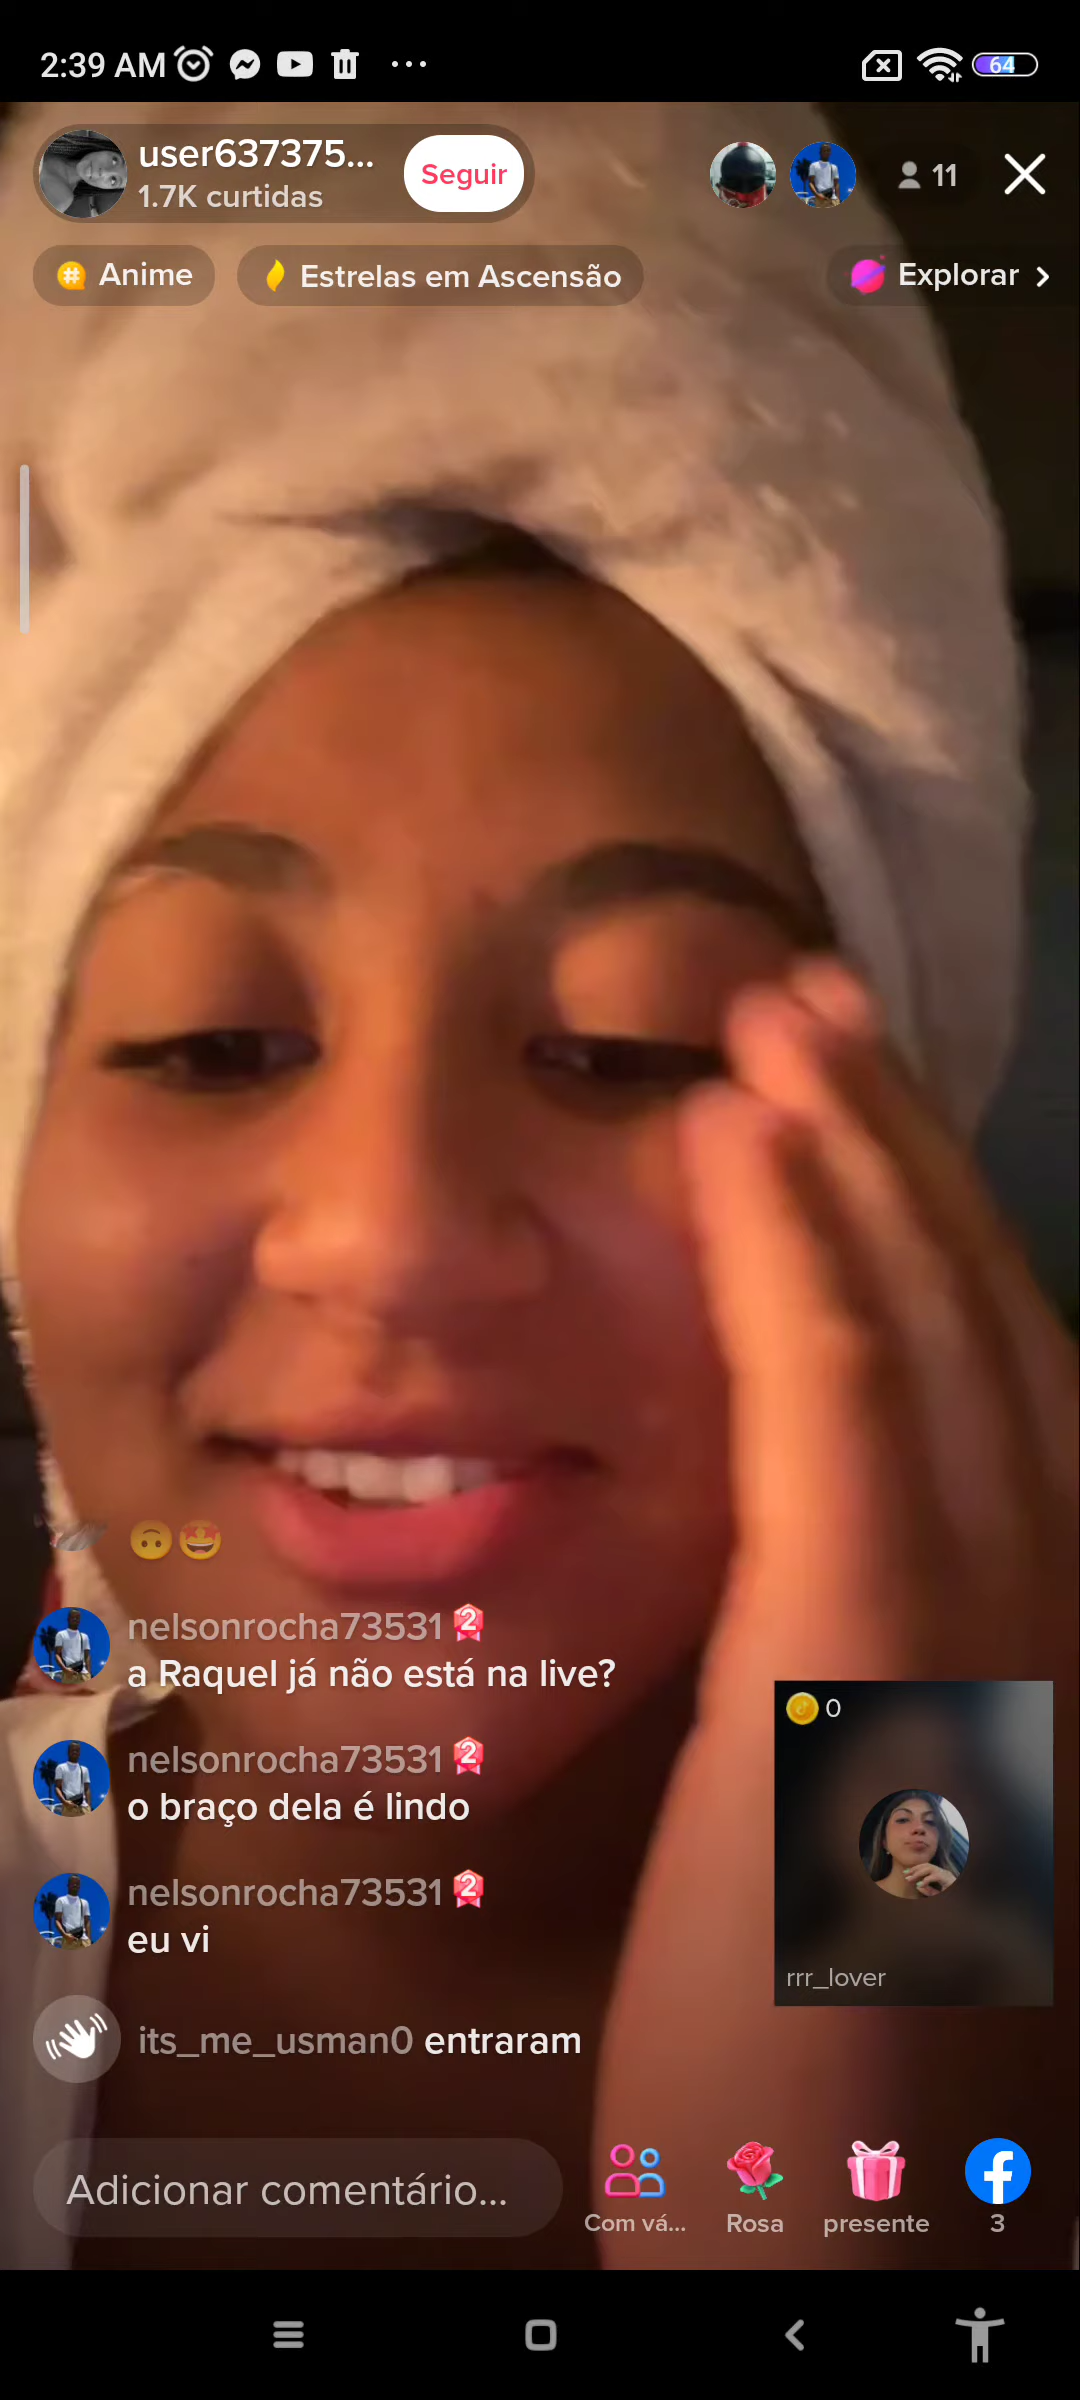 2:39 AM
64
user637375...
1.7K curtidas
Seguir
11
Anime
Estrelas em Ascensão
Explorar
nelsonrocha73531 2
a Raquel já não está na live?
nelsonrocha73531 2
o braço dela é lindo
nelsonrocha73531 2
eu vi
0
rrr_lover
its_me_usman0 entraram
Adicionar comentário...
Com vá...
Rosa
presente
3